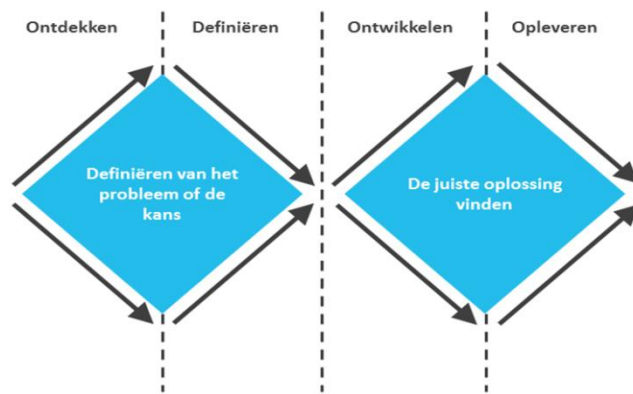 Ontdekken
Definiëren
Ontwikkelen
Opleveren
Definiëren van het
probleem of de
kans
De juiste oplossing
vinden